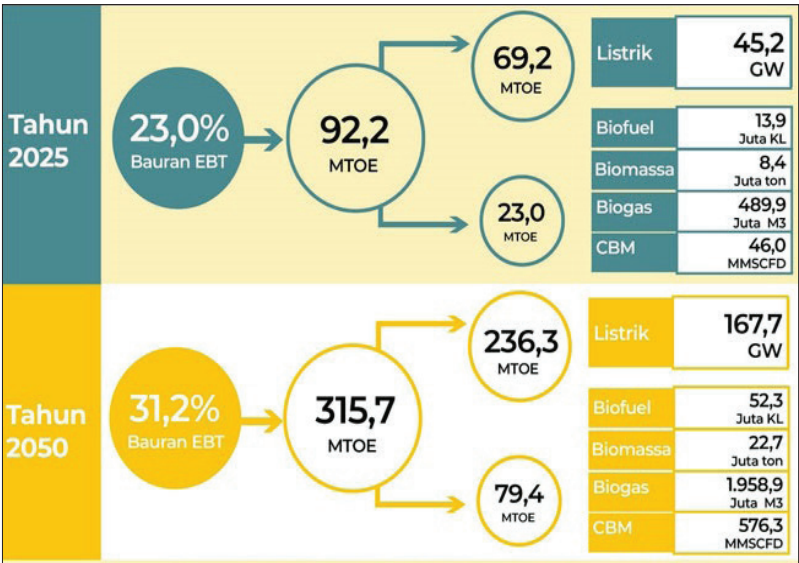 Tahun
2025
23,0%
Bauran EBT
92,2
MTOE
69,2
MTOE
23,0
MTOE
Listrik
45,2
GW
Biofuel
13,9
Juta KL
Biomassa
8,4
Juta ton
Biogas
489,9
Juta M3
CBM
46,0
MMSCFD
Tahun
2050
31,2%
Bauran EBT
315,7
MTOE
236,3
MTOE
79,4
MTOE
Listrik
167,7
GW
Biofuel
52,3
Juta KL
Biomassa
22,7
Juta ton
Biogas
1.958,9
Juta M3
CBM
576,3
MMSCFD